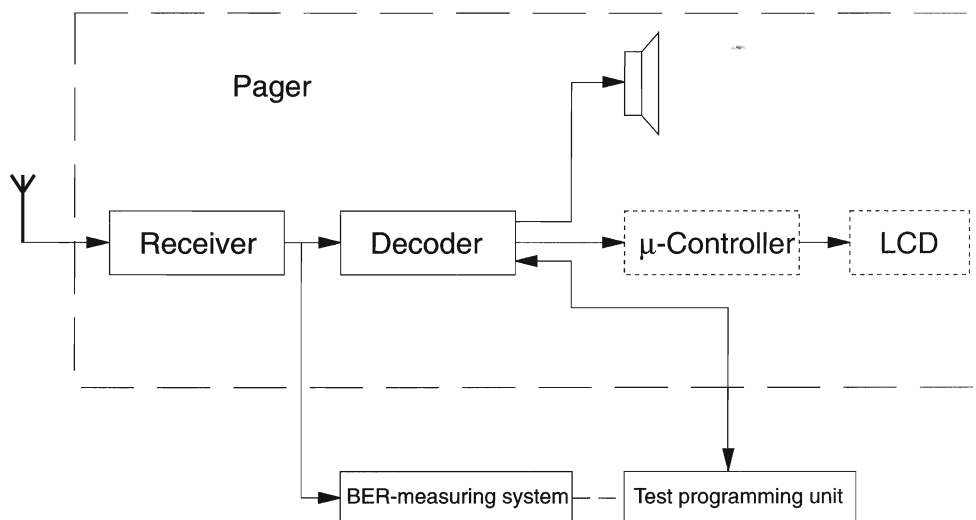 Pager
Receiver
Decoder
μ-Controller
LCD
BER-measuring system
Test programming unit